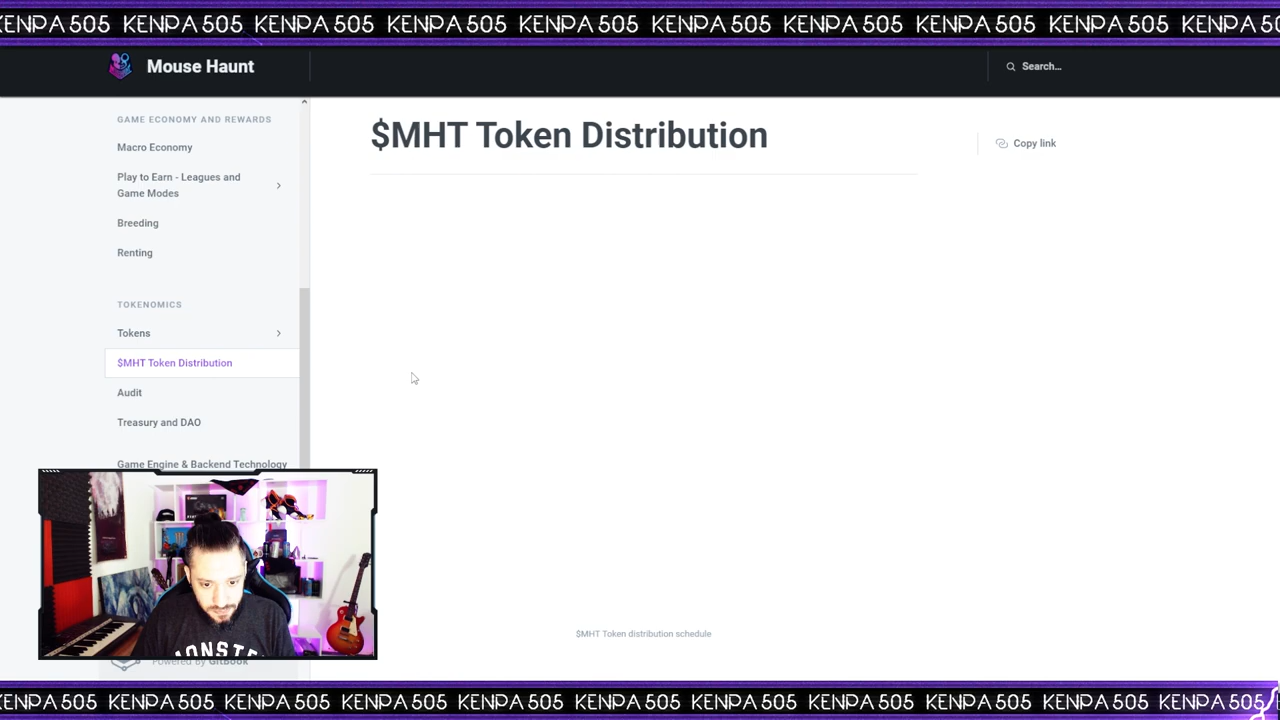 KENPA 505 KENPA 505 KENPA 505 KENPA 505 KENPA 505 KENPA 505 KENPA 505 KENPA 505 KENPA 505
Mouse Haunt
Search...
GAME ECONOMY AND REWARDS
Macro Economy
Play to Earn - Leagues and
Game Modes
Breeding
Renting
TOKENOMICS
Tokens
$MHT Token Distribution
Audit
Treasury and DAO
Game Engine & Backend Technology
$MHT Token Distribution
Copy link
$MHT Token distribution schedule
MONSTE
Powered By GitBook
KENPA 505 KENPA 505 KENPA 505 KENPA 505 KENPA 505 KENPA 505 KENPA 505 KENPA 505 KENPA 505 KENPA 505 KENPA 505